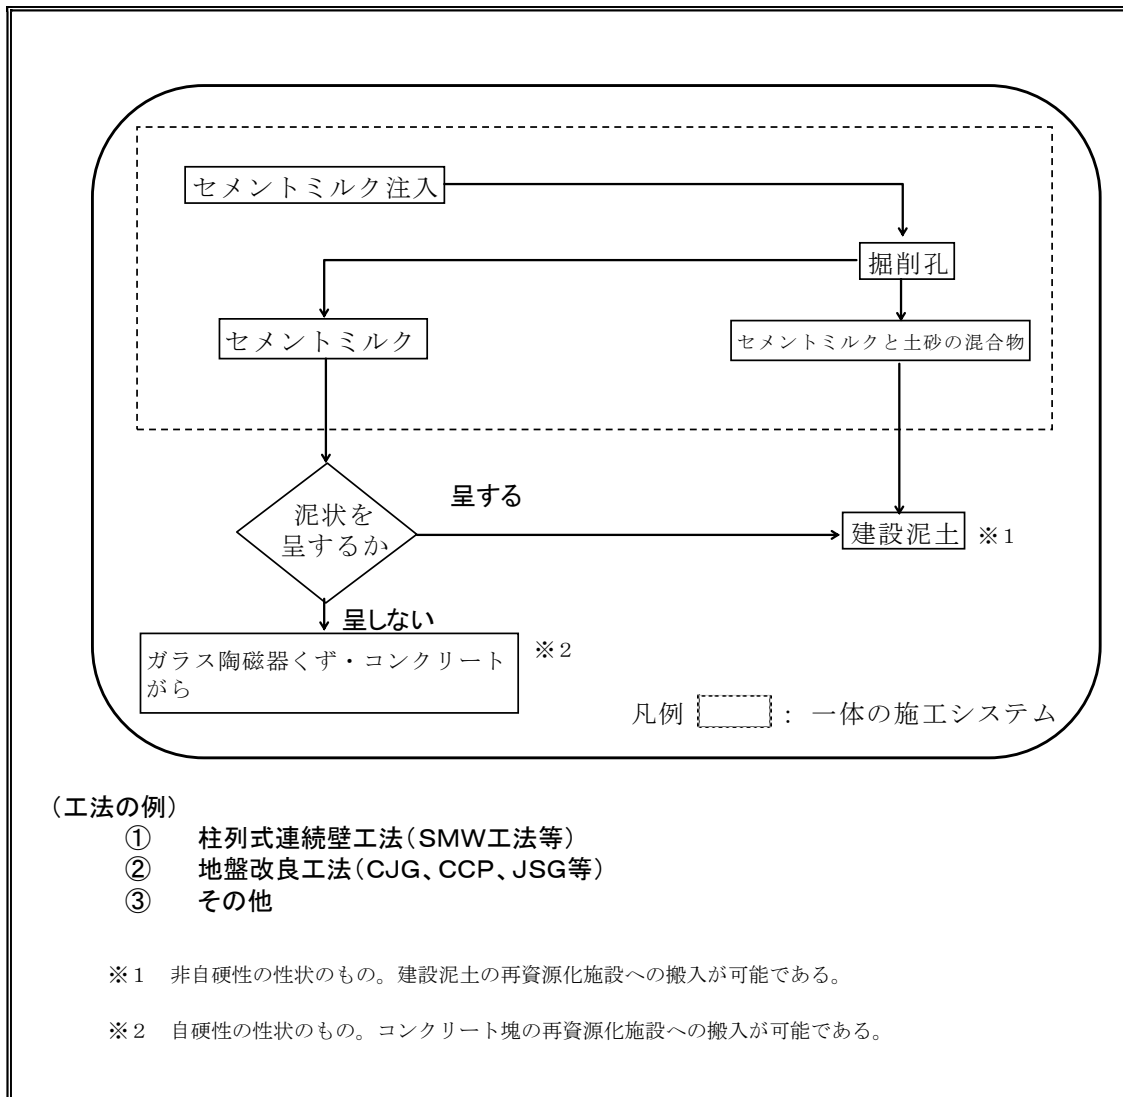 セメントミルク注入
掘削孔
セメントミルク
セメントミルクと土砂の混合物
泥状を
呈するか
呈する
建設泥土 ※1
呈しない
ガラス陶磁器くず・コンクリート
がら
※2
凡例 : 一体の施工システム
(工法の例)
① 柱列式連続壁工法(SMW工法等)
② 地盤改良工法(CJG、CCP、JSG等)
③ その他
※1 非自硬性の性状のもの。建設泥土の再資源化施設への搬入が可能である。
※2 自硬性の性状のもの。コンクリート塊の再資源化施設への搬入が可能である。